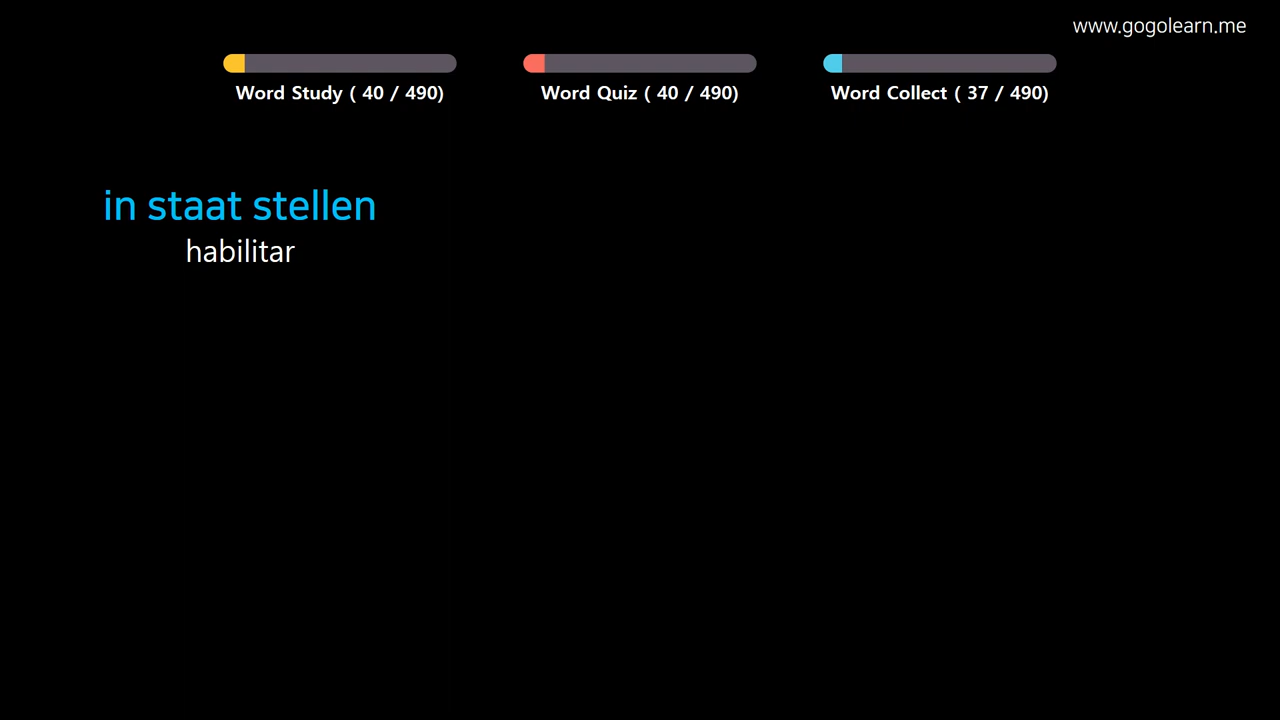 www.gogolearn.me
Word Study ( 40 / 490)
Word Quiz ( 40 / 490)
Word Collect ( 37 / 490)
in staat stellen
habilitar